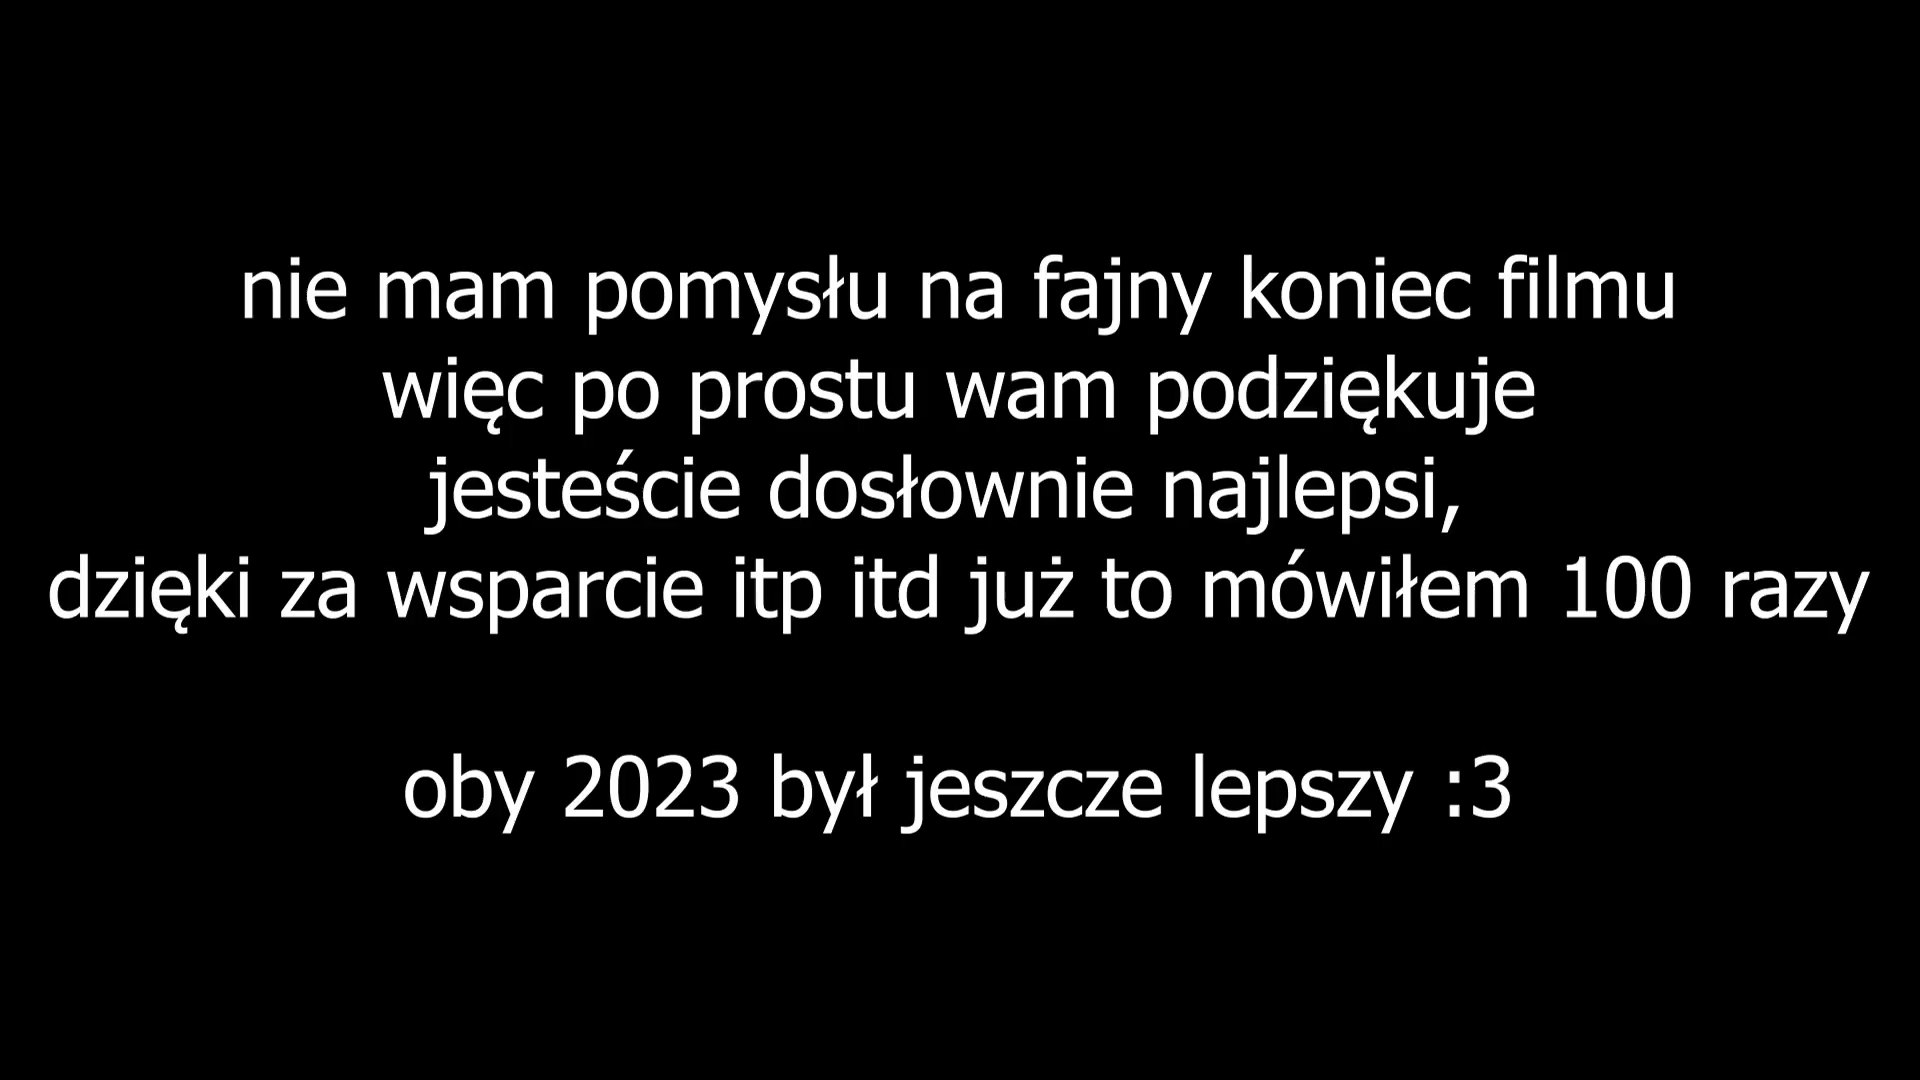 nie mam pomysłu na fajny koniec filmu
więc po prostu wam podziękuje
jesteście dosłownie najlepsi,
dzięki za wsparcie itp itd już to mówiłem 100 razy
oby 2023 był jeszcze lepszy :3